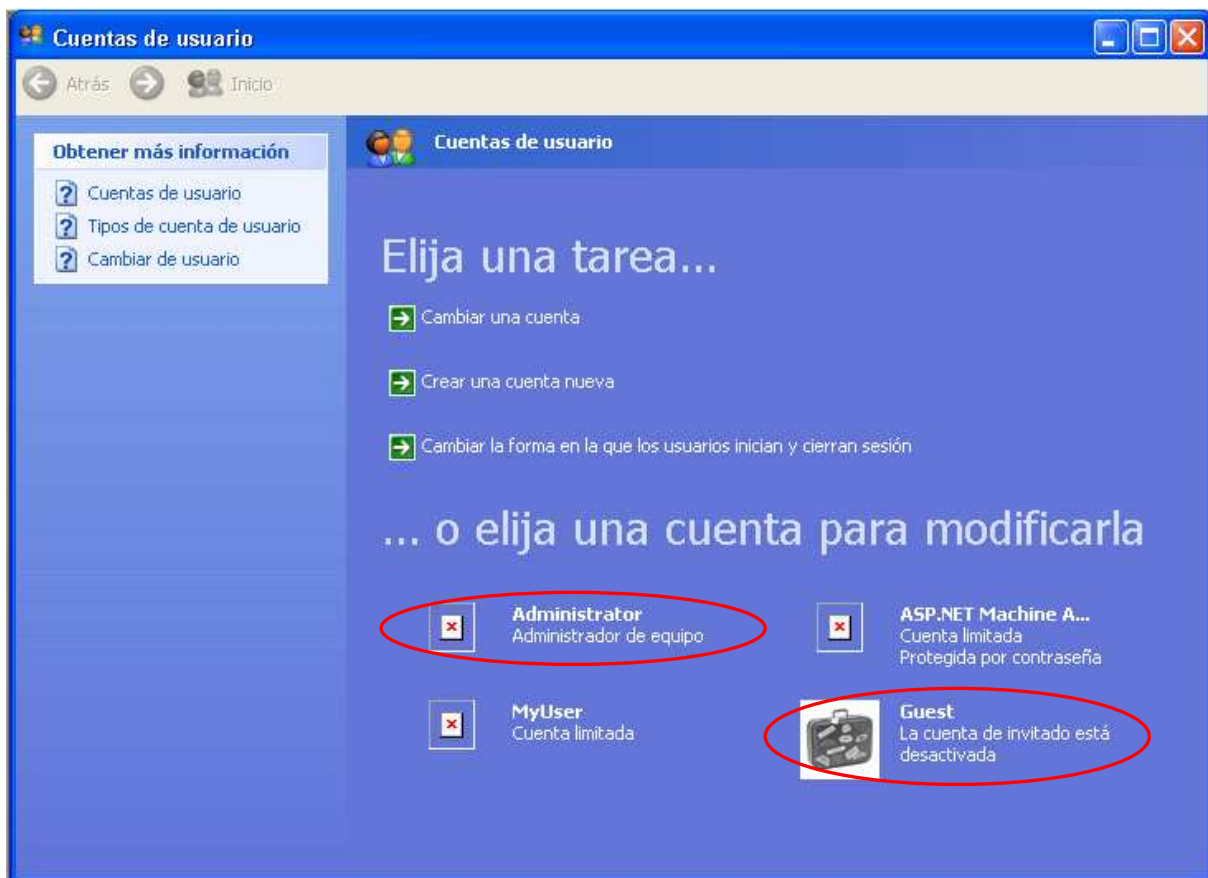 Cuentas de usuario
Atrás
Inicio
Obtener más información
Cuentas de usuario
Tipos de cuenta de usuario
Cambiar de usuario
Cuentas de usuario
Elija una tarea...
Cambiar una cuenta
Crear una cuenta nueva
Cambiar la forma en la que los usuarios inician y cierran sesión
... o elija una cuenta para modificarla
Administrator
Administrador de equipo
ASP.NET Machine A...
Cuenta limitada
Protegida por contraseña
MyUser
Cuenta limitada
Guest
La cuenta de invitado está
desactivada